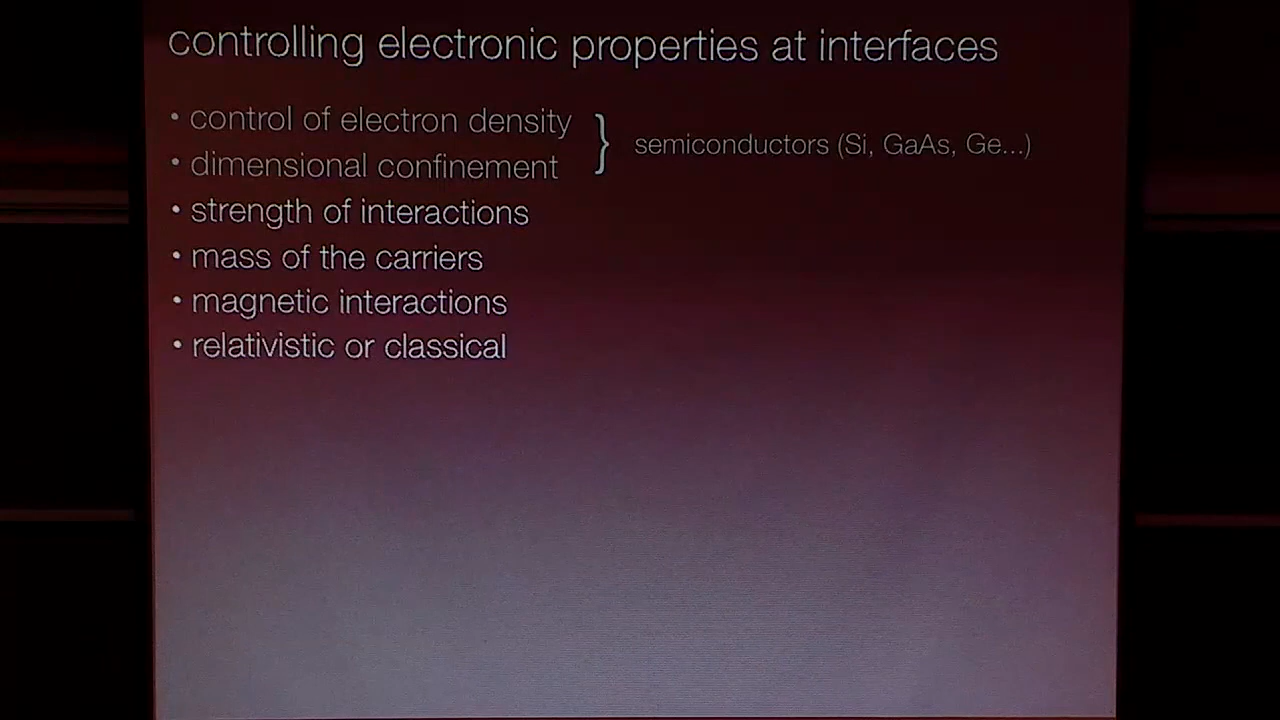 controlling electronic properties at interfaces
• control of electron density
} semiconductors (Si, GaAs, Ge...)
• dimensional confinement
• strength of interactions
• mass of the carriers
• magnetic interactions
• relativistic or classical